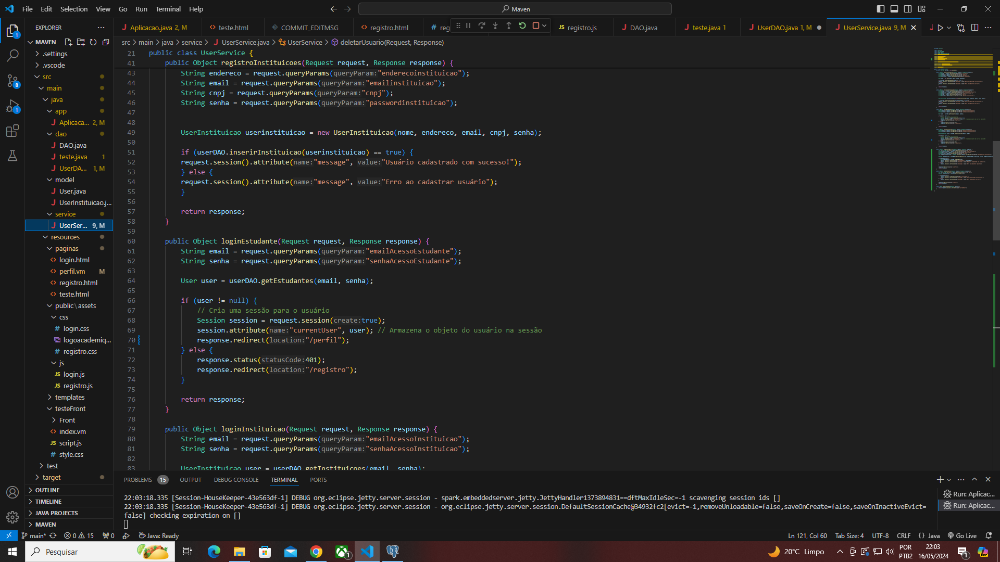 File Edit Selection View Go Run Terminal Help
Maven
EXPLORER
Aplicacao.java 2, M
teste.html
COMMIT_EDITMSG
registro.html
reg
registro.js
DAO.java
teste.java 1
UserDAO.java 1, M
UserService.java 9, M
MAVEN
src > main > java > service > UserService.java > UserService > deletarUsuario(Request, Response)
.settings
.vscode
src
main
java
app
Aplicaca... 2, M
dao
DAO.java
teste.java 1
UserDA... 1, M
model
User.java
UserInstituicao.j...
service
UserSer... 9, M
resources
paginas
login.html
perfil.vm M
registro.html
teste.html
public\assets
css
login.css
logoacademiq...
registro.css
js
login.js
registro.js
templates
testeFront
Front
index.vm
script.js
style.css
test
target
OUTLINE
TIMELINE
JAVA PROJECTS
MAVEN
21 public class UserService {
41 public Object registroInstituicoes(Request request, Response response) {
43 String endereco = request.queryParams(queryParam:"enderecoinstituicao");
44 String email = request.queryParams(queryParam:"emailinstituicao");
45 String cnpj = request.queryParams(queryParam:"cnpj");
46 String senha = request.queryParams(queryParam:"passwordinstituicao");
47
48
49 UserInstituicao userinstituicao = new UserInstituicao(nome, endereco, email, cnpj, senha);
50
51 if (userDAO.inserirInstituicao(userinstituicao) == true) {
52 request.session().attribute(name:"message", value:"Usuário cadastrado com sucesso!");
53 } else {
54 request.session().attribute(name:"message", value:"Erro ao cadastrar usuário");
55 }
56
57 return response;
58 }
59
60 public Object loginEstudante(Request request, Response response) {
61 String email = request.queryParams(queryParam:"emailAcessoEstudante");
62 String senha = request.queryParams(queryParam:"senhaAcessoEstudante");
63
64 User user = userDAO.getEstudantes(email, senha);
65
66 if (user != null) {
67 // Cria uma sessão para o usuário
68 Session session = request.session(create:true);
69 session.attribute(name:"currentUser", user); // Armazena o objeto do usuário na sessão
70 response.redirect(location:"/perfil");
71 } else {
72 response.status(statusCode:401);
73 response.redirect(location:"/registro");
74 }
75
76 return response;
77 }
78
79 public Object loginInstituicao(Request request, Response response) {
80 String email = request.queryParams(queryParam:"emailAcessoInstituicao");
81 String senha = request.queryParams(queryParam:"senhaAcessoInstituicao");
82
83 UserInstituicao user = userDAO.getInstituicoes(email, senha);
PROBLEMS 15 OUTPUT DEBUG CONSOLE TERMINAL PORTS
22:03:18.335 [Session-HouseKeeper-43e563df-1] DEBUG org.eclipse.jetty.server.session - spark.embeddedserver.jetty.JettyHandler1373894831==dftMaxIdleSec=-1 scavenging session ids []
22:03:18.335 [Session-HouseKeeper-43e563df-1] DEBUG org.eclipse.jetty.server.session - org.eclipse.jetty.server.session.DefaultSessionCache@34932fc2[evict=-1,removeUnloadable=false,saveOnCreate=false,saveOnInactiveEvict=
false] checking expiration on []
Run: Aplicac...
Run: Aplicac...
main* 0 15 0 Java: Ready
Ln 121, Col 60 Tab Size: 4 UTF-8 CRLF {} Java Go Live
Pesquisar
20°C Limpo
POR
PTB2
22:03
16/05/2024